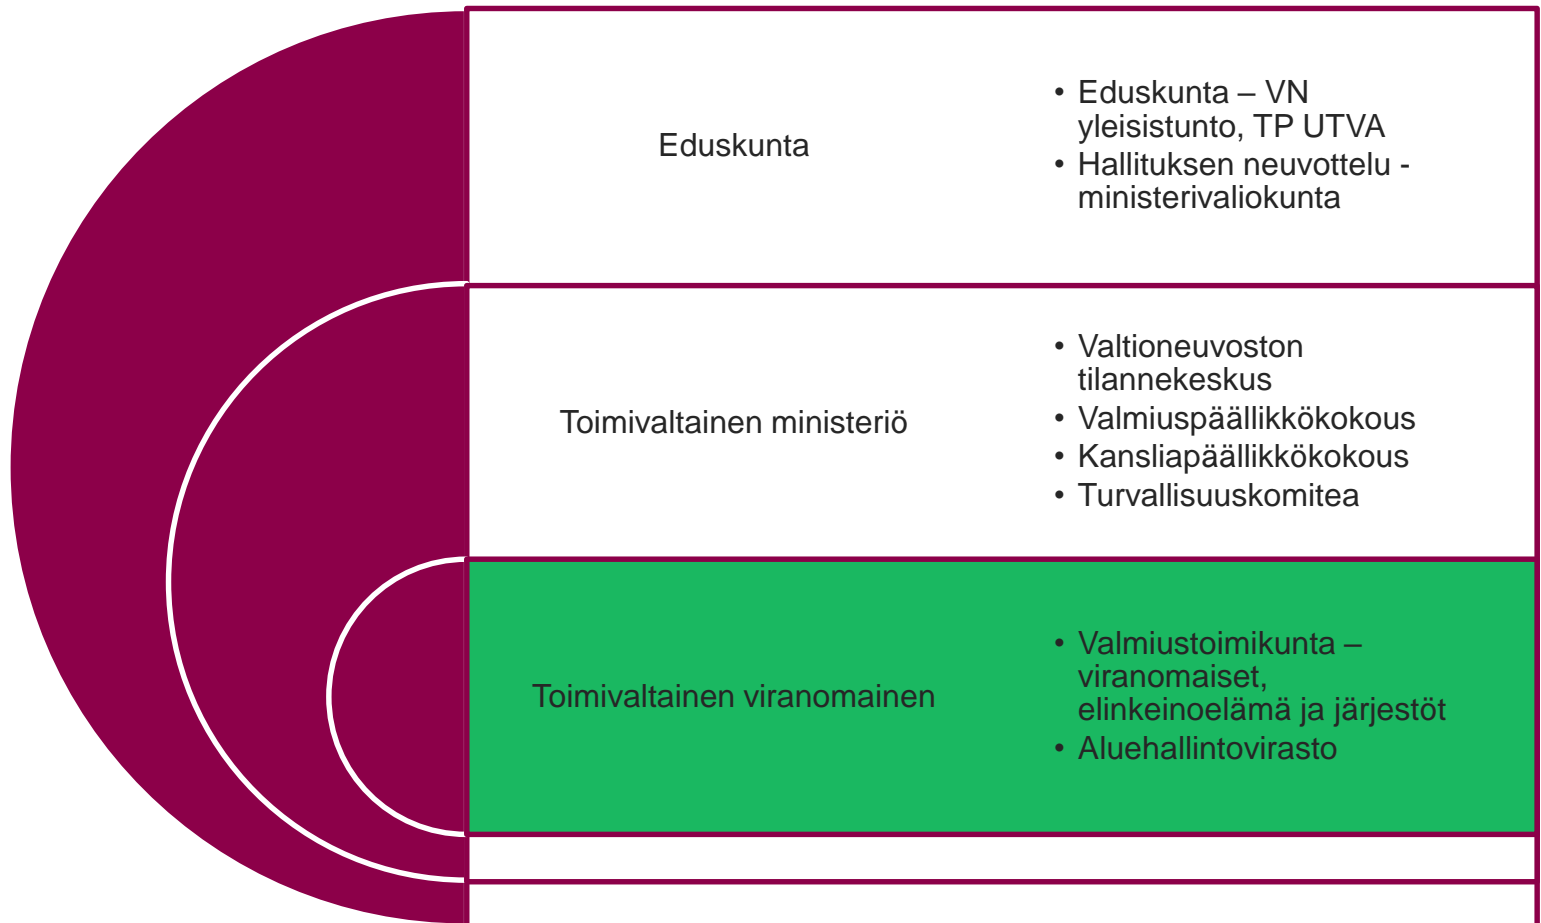 Eduskunta
• Eduskunta – VN
yleisistunto, TP UTVA
• Hallituksen neuvottelu -
ministerivaliokunta
Toimivaltainen ministeriö
• Valtioneuvoston
tilannekeskus
• Valmiuspäällikkökokous
• Kansliapäällikkökokous
• Turvallisuuskomitea
Toimivaltainen viranomainen
• Valmiustoimikunta –
viranomaiset,
elinkeinoelämä ja järjestöt
• Aluehallintovirasto